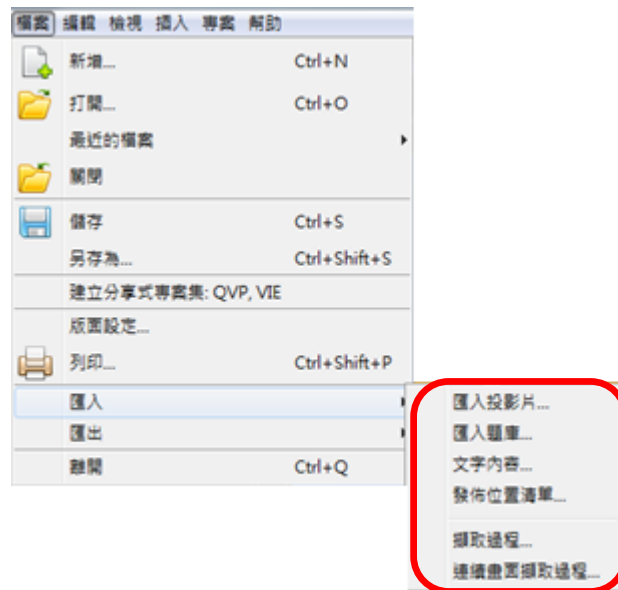 檔案 編輯 檢視 插入 專案 幫助
新增... Ctrl+N
打開... Ctrl+O
最近的檔案
關閉
儲存 Ctrl+S
另存為... Ctrl+Shift+S
建立分享式專案集: QVP, VIE
版面設定...
列印... Ctrl+Shift+P
匯入
匯出
離開 Ctrl+Q
匯入投影片...
匯入題庫...
文字內容...
發佈位置清單...
擷取過程...
連續畫面擷取過程....